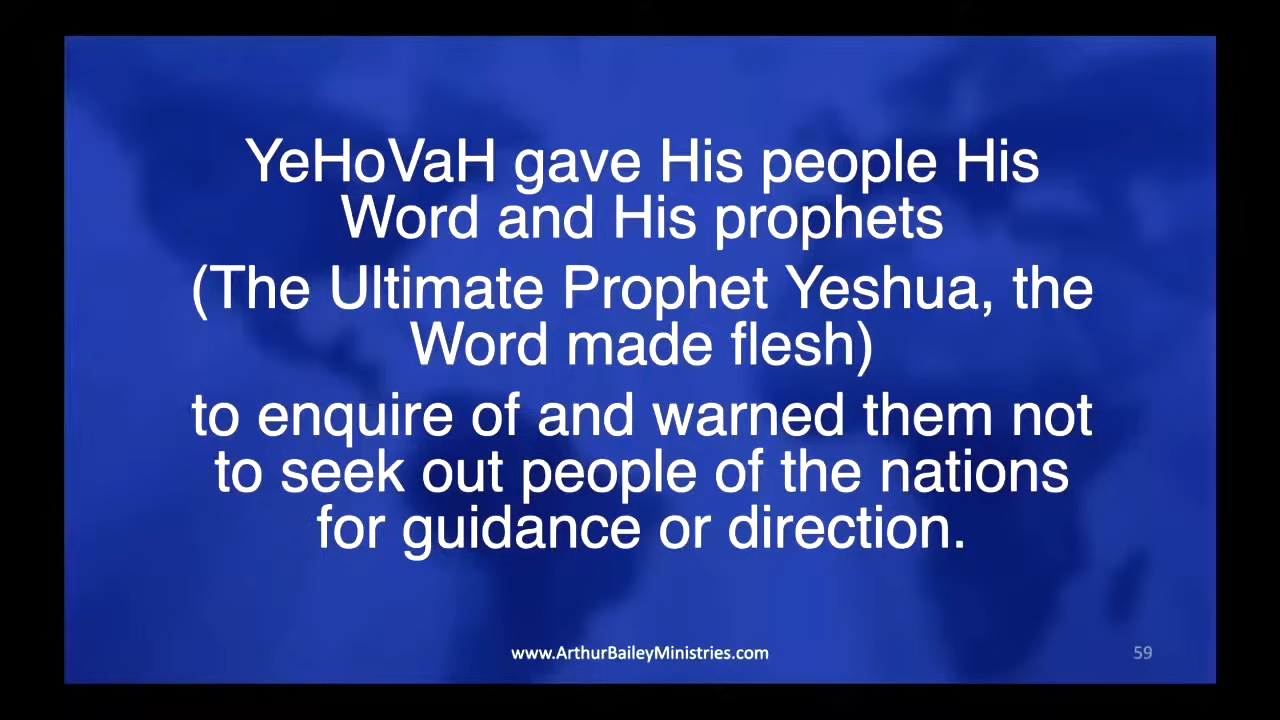 YeHoVaH gave His people His
Word and His prophets
(The Ultimate Prophet Yeshua, the
Word made flesh)
to enquire of and warned them not
to seek out people of the nations
for guidance or direction.
www.ArthurBaileyMinistries.com
59